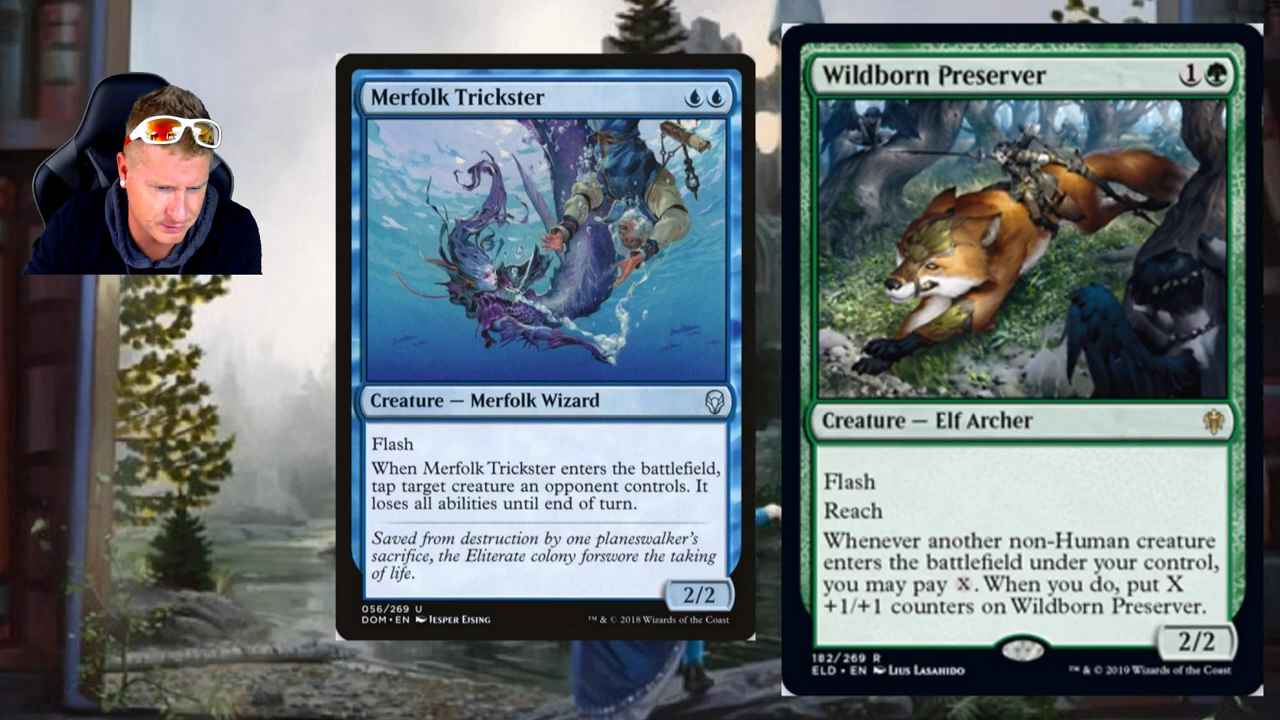 Merfolk Trickster
Creature — Merfolk Wizard
Flash
When Merfolk Trickster enters the battlefield,
tap target creature an opponent controls. It
loses all abilities until end of turn.
Saved from destruction by one planeswalker's
sacrifice, the Eliterate colony forswore the taking
of life.
2/2
056/269 U
DOM • EN Jesper Eising
™ & © 2018 Wizards of the Coast
Wildborn Preserver
1
Creature — Elf Archer
Flash
Reach
Whenever another non-Human creature
enters the battlefield under your control,
you may pay X. When you do, put X
+1/+1 counters on Wildborn Preserver.
2/2
182/269 R
ELD • EN Lius Lasahido
™ & © 2019 Wizards of the Coast